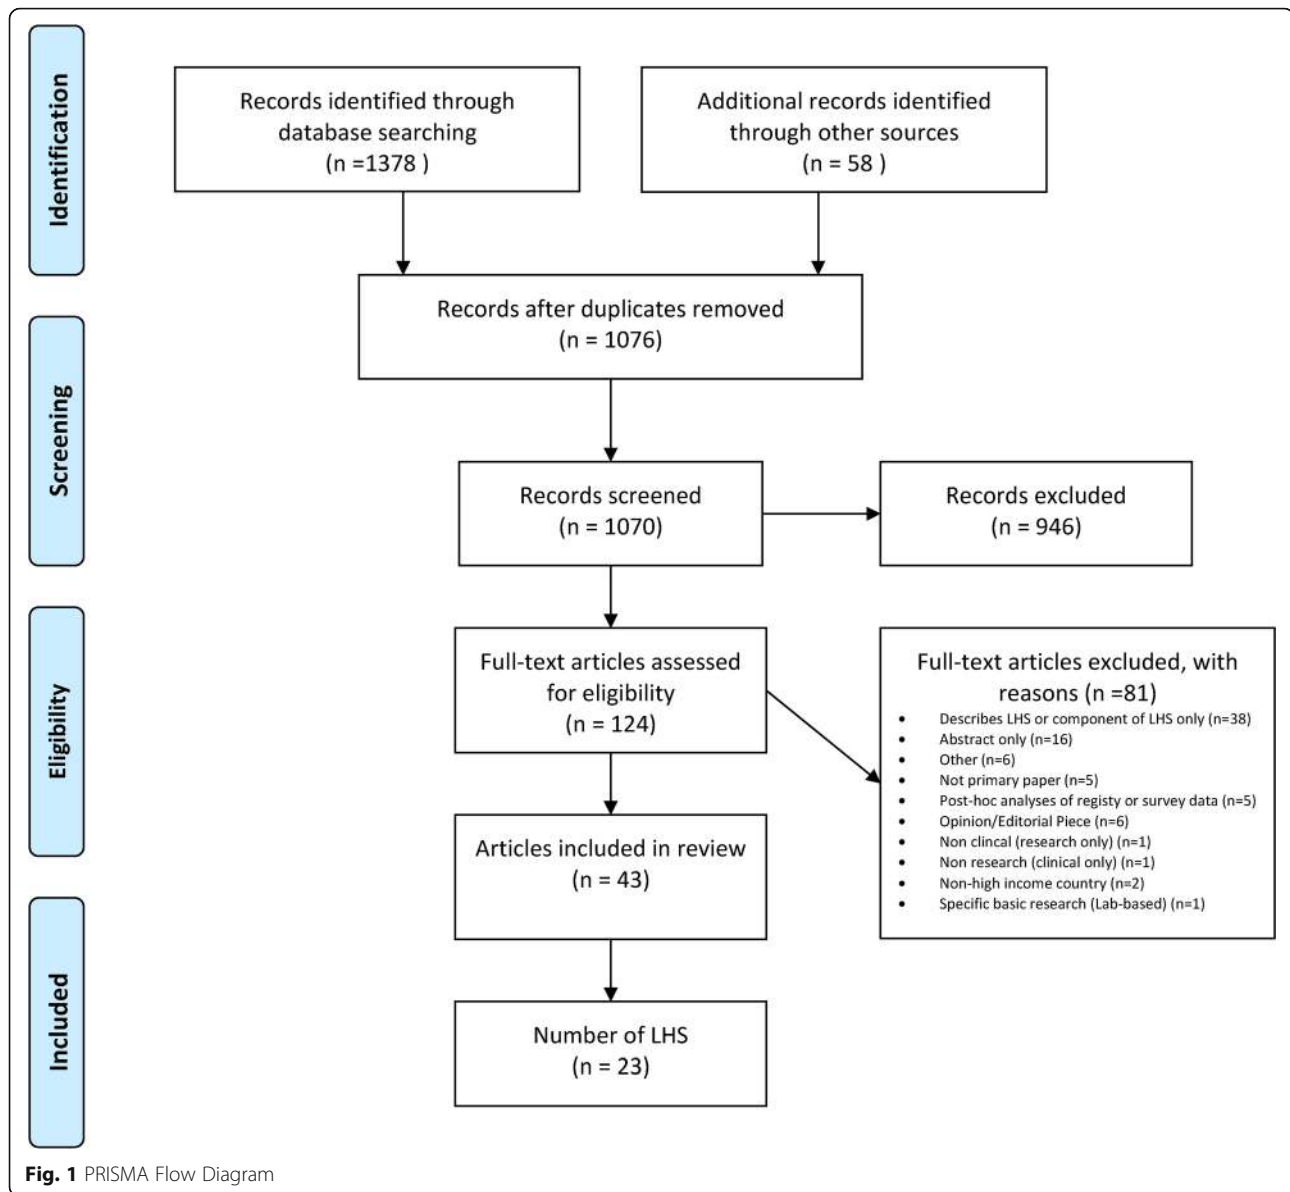 Identification
Records identified through
database searching
(n =1378 )
Additional records identified
through other sources
(n = 58 )
Records after duplicates removed
(n = 1076)
Screening
Records screened
(n = 1070)
Records excluded
(n = 946)
Eligibility
Full-text articles assessed
for eligibility
(n = 124)
Full-text articles excluded, with
reasons (n =81)
• Describes LHS or component of LHS only (n=38)
• Abstract only (n=16)
• Other (n=6)
• Not primary paper (n=5)
• Post-hoc analyses of registy or survey data (n=5)
• Opinion/Editorial Piece (n=6)
• Non clincal (research only) (n=1)
• Non research (clinical only) (n=1)
• Non-high income country (n=2)
• Specific basic research (Lab-based) (n=1)
Articles included in review
(n = 43)
Included
Number of LHS
(n = 23)
Fig. 1 PRISMA Flow Diagram